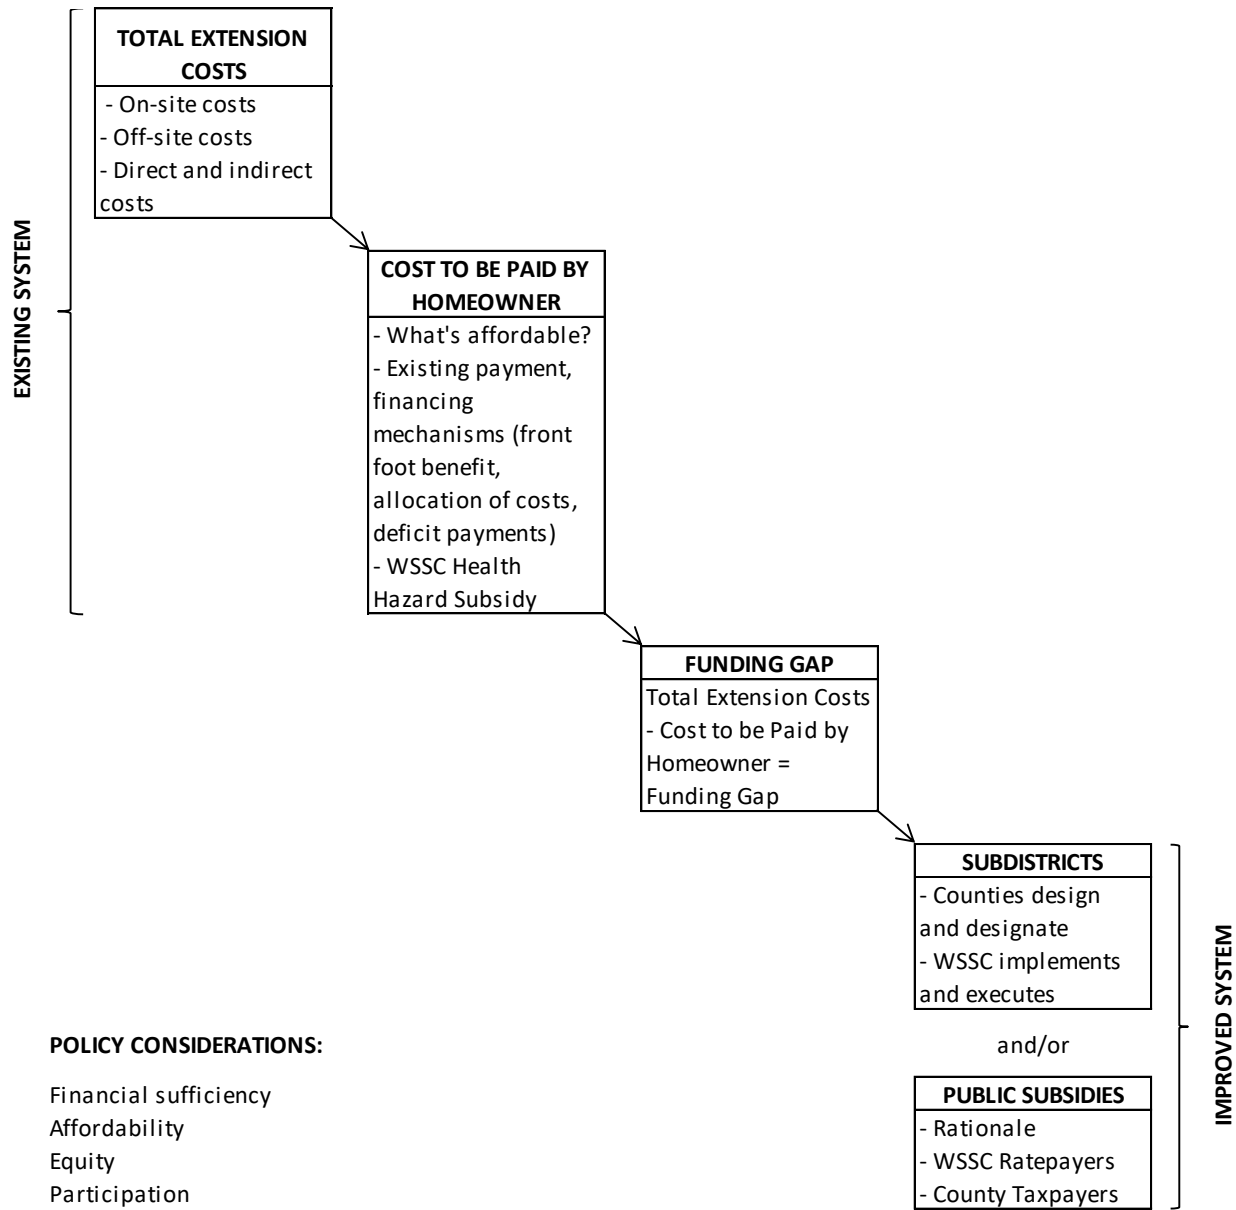 TOTAL EXTENSION
COSTS
- On-site costs
- Off-site costs
- Direct and indirect
costs
EXISTING SYSTEM
COST TO BE PAID BY
HOMEOWNER
- What's affordable?
- Existing payment,
financing
mechanisms (front
foot benefit,
allocation of costs,
deficit payments)
- WSSC Health
Hazard Subsidy
FUNDING GAP
Total Extension Costs
- Cost to be Paid by
Homeowner =
Funding Gap
SUBDISTRICTS
- Counties design
and designate
- WSSC implements
and executes
and/or
PUBLIC SUBSIDIES
- Rationale
- WSSC Ratepayers
- County Taxpayers
IMPROVED SYSTEM
POLICY CONSIDERATIONS:
Financial sufficiency
Affordability
Equity
Participation